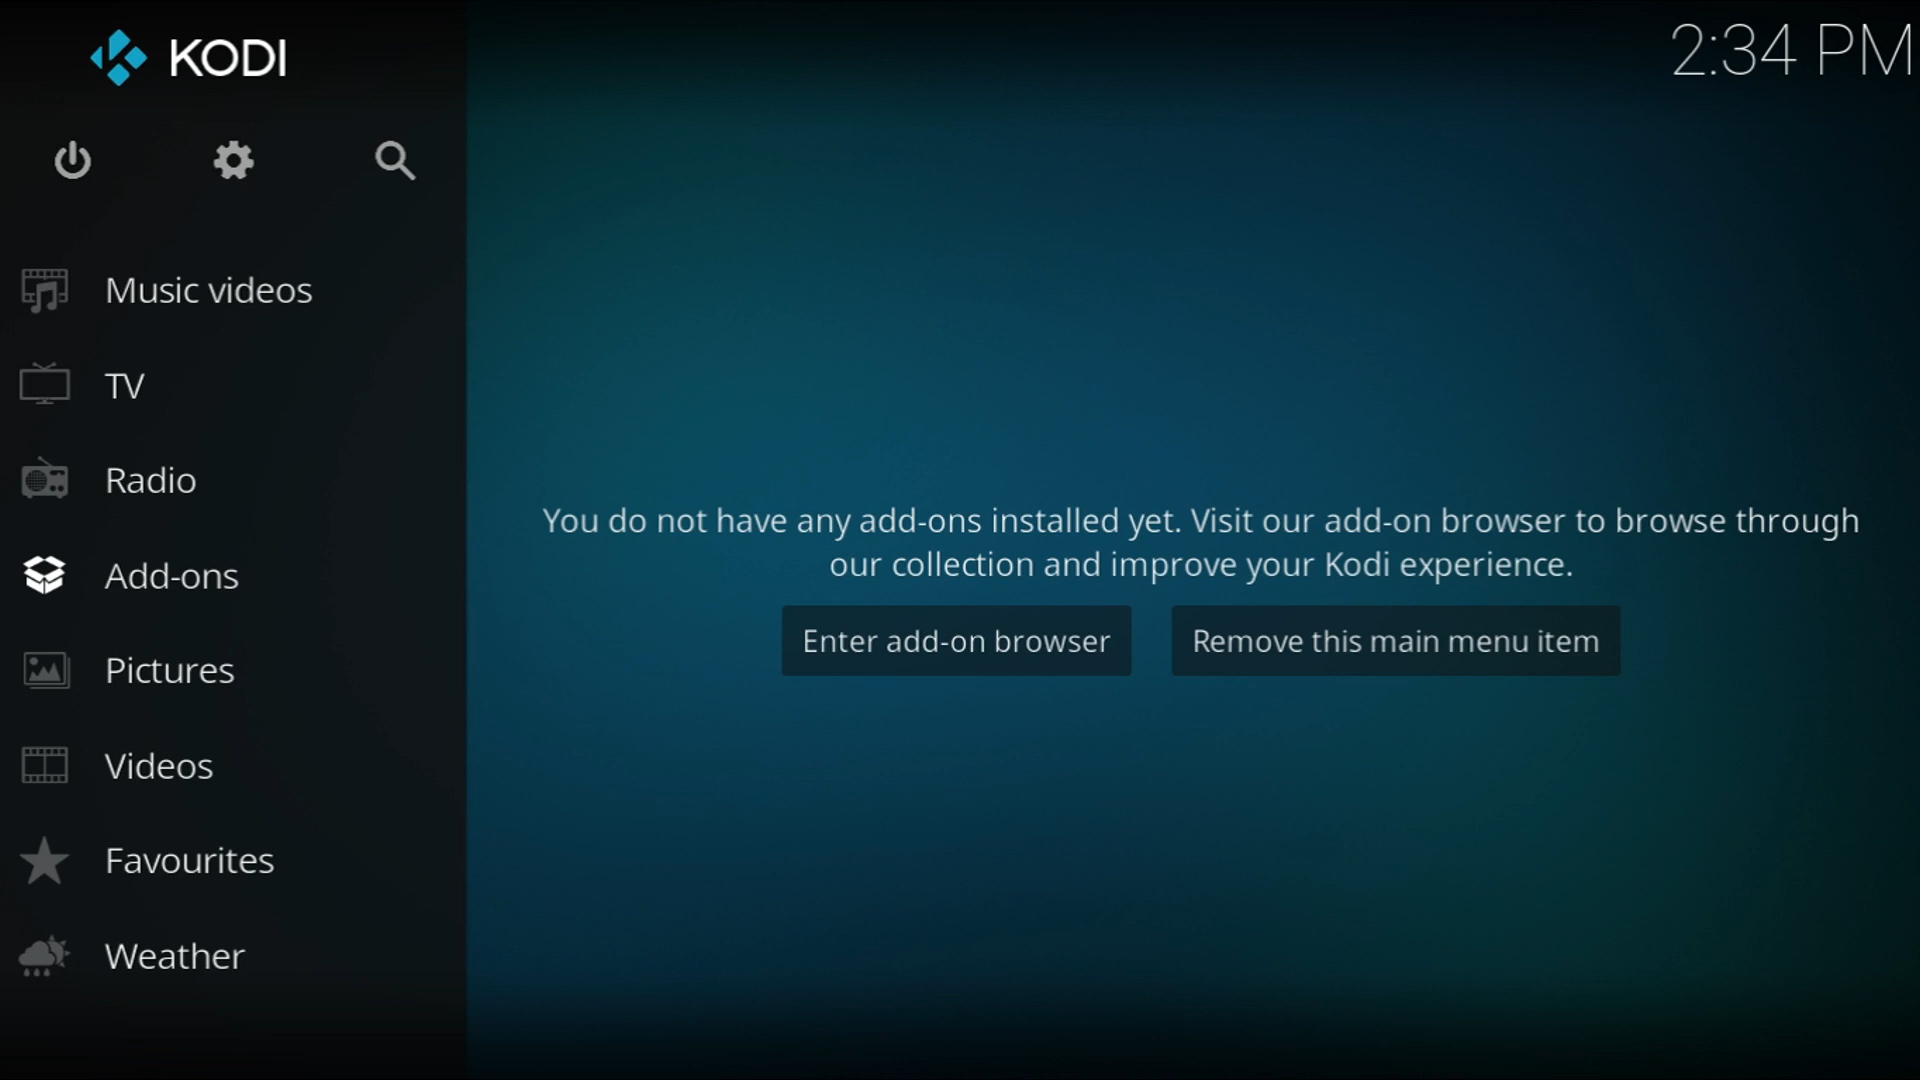 KODI
2:34 PM
Music videos
TV
Radio
Add-ons
Pictures
Videos
Favourites
Weather
You do not have any add-ons installed yet. Visit our add-on browser to browse through
our collection and improve your Kodi experience.
Enter add-on browser
Remove this main menu item